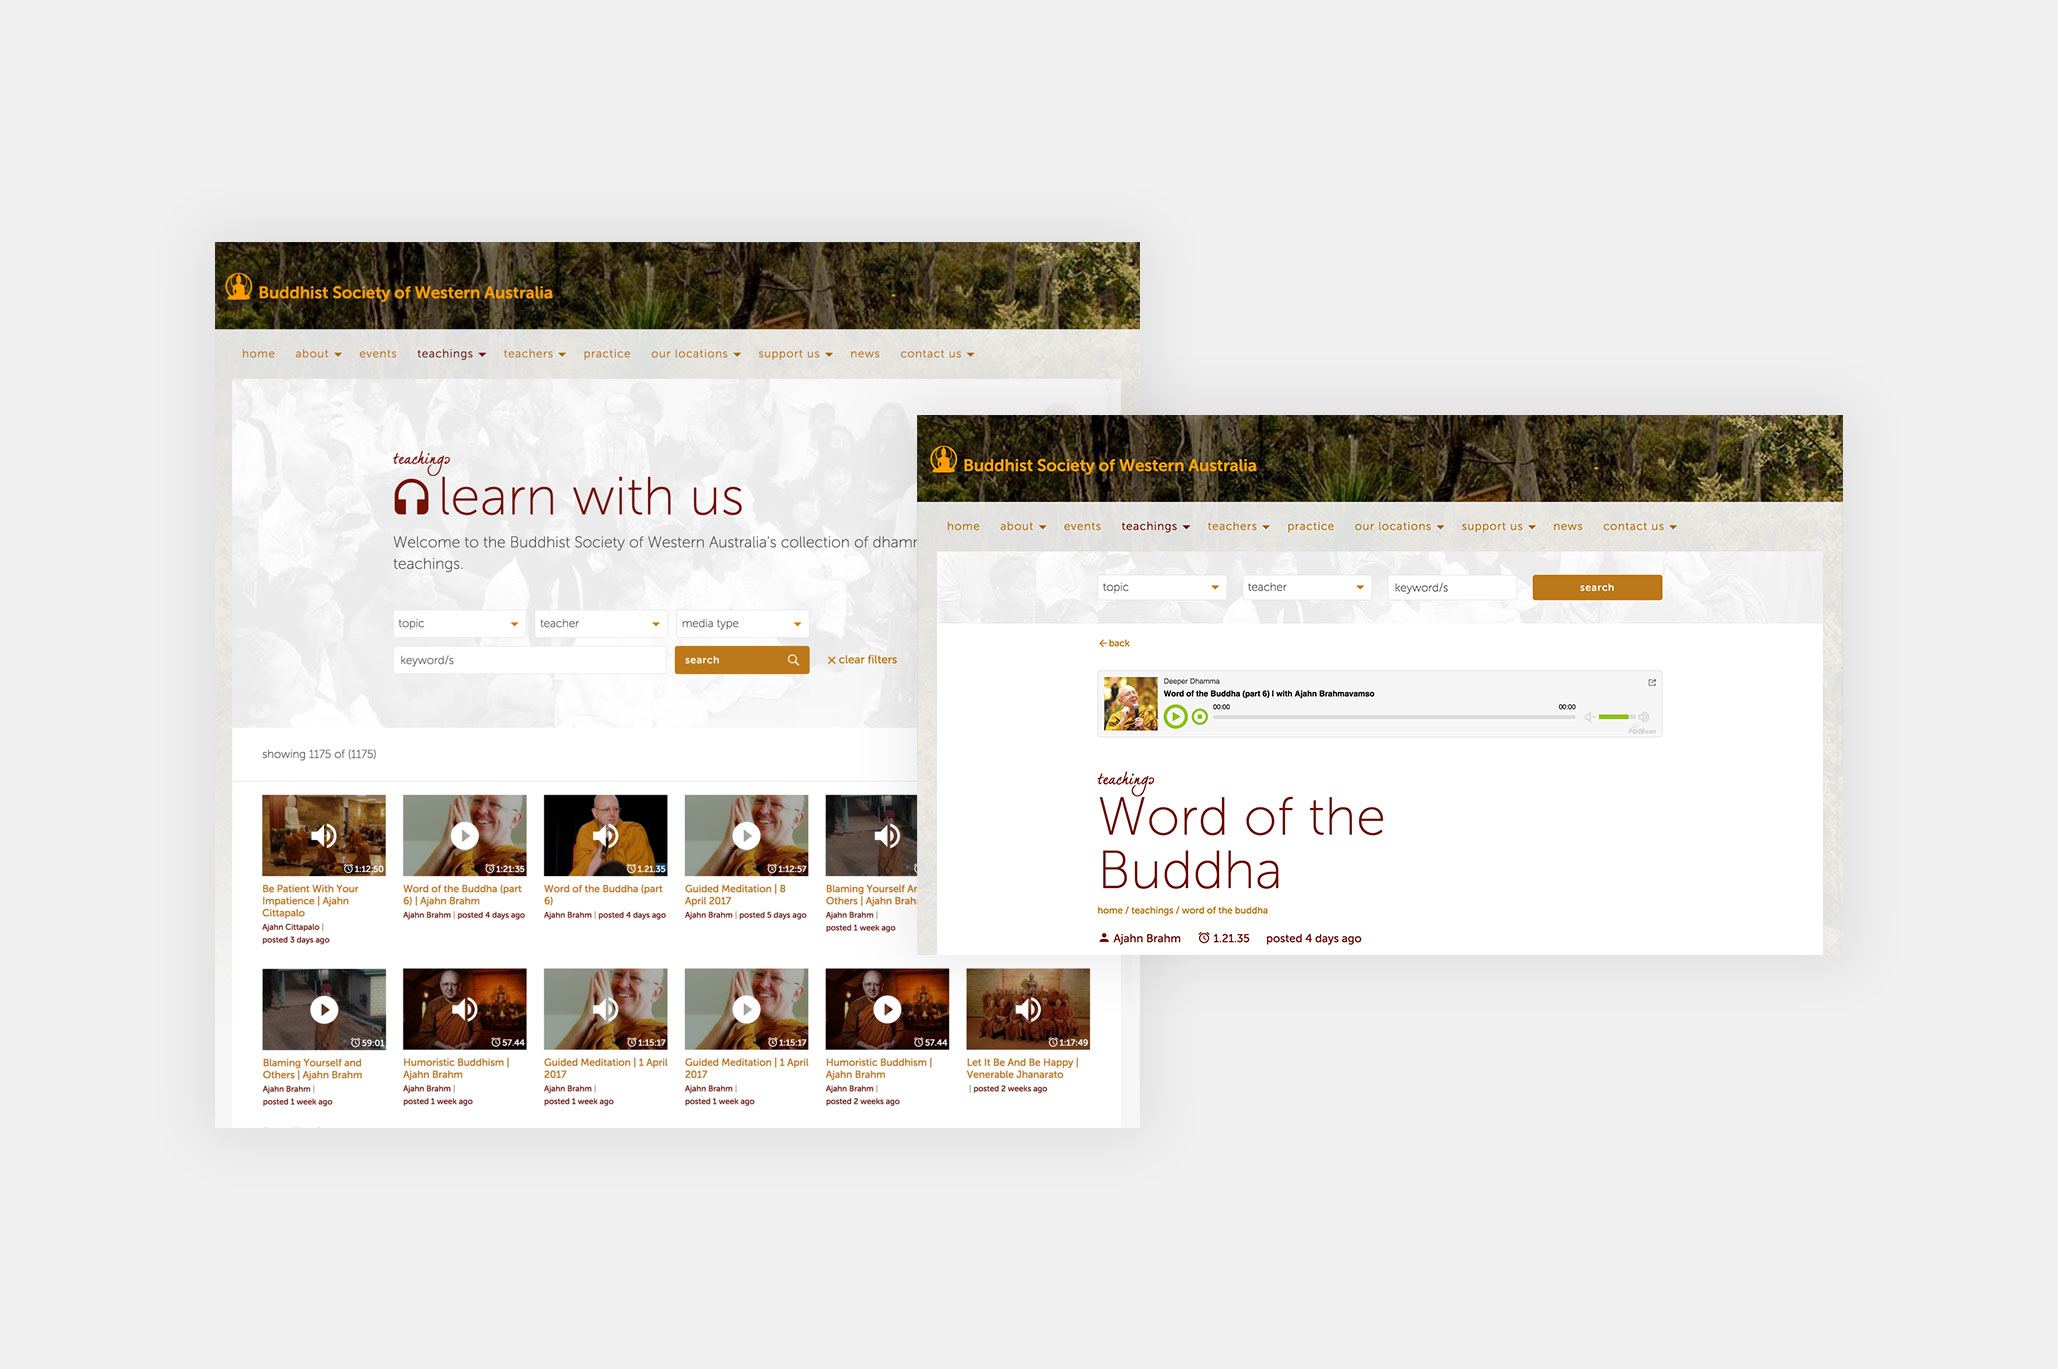 Buddhist Society of Western Australia
home about events teachings teachers practice our locations support us news contact us
teachings
learn with us
Welcome to the Buddhist Society of Western Australia's collection of
teachings.
topic teacher media type
keyword/s search clear filters
showing 1175 of (1175)
1:12:50
Be Patient With Your
Impatience | Ajahn
Cittapalo
Ajahn Cittapalo |
posted 3 days ago
1:21:35
Word of the Buddha (part
6) | Ajahn Brahm
Ajahn Brahm | posted 4 days ago
1.21.35
Word of the Buddha (part
6)
Ajahn Brahm | posted 4 days ago
1:12:57
Guided Meditation | 8
April 2017
Ajahn Brahm | posted 5 days ago
Blaming Yourself
Others | Ajahn
Ajahn Brahm |
posted 1 week ago
59:01
Blaming Yourself and
Others | Ajahn Brahm
Ajahn Brahm |
posted 1 week ago
57.44
Humoristic Buddhism |
Ajahn Brahm
Ajahn Brahm |
posted 1 week ago
1:15:17
Guided Meditation | 1 April
2017
Ajahn Brahm |
posted 1 week ago
1:15:17
Guided Meditation | 1 April
2017
Ajahn Brahm |
posted 1 week ago
57.44
Humoristic Buddhism |
Ajahn Brahm
Ajahn Brahm |
posted 2 weeks ago
1:17:49
Let It Be And Be Happy |
Venerable Jhanarato
| posted 2 weeks ago
Buddhist Society of Western Australia
home about events teachings teachers practice our locations support us news contact us
topic teacher keyword/s search
back
Deeper Dhamma
Word of the Buddha (part 6) I with Ajahn Brahmavamso
00:00 00:00
PodBean
teachings
Word of the
Buddha
home / teachings / word of the buddha
Ajahn Brahm 1.21.35 posted 4 days ago